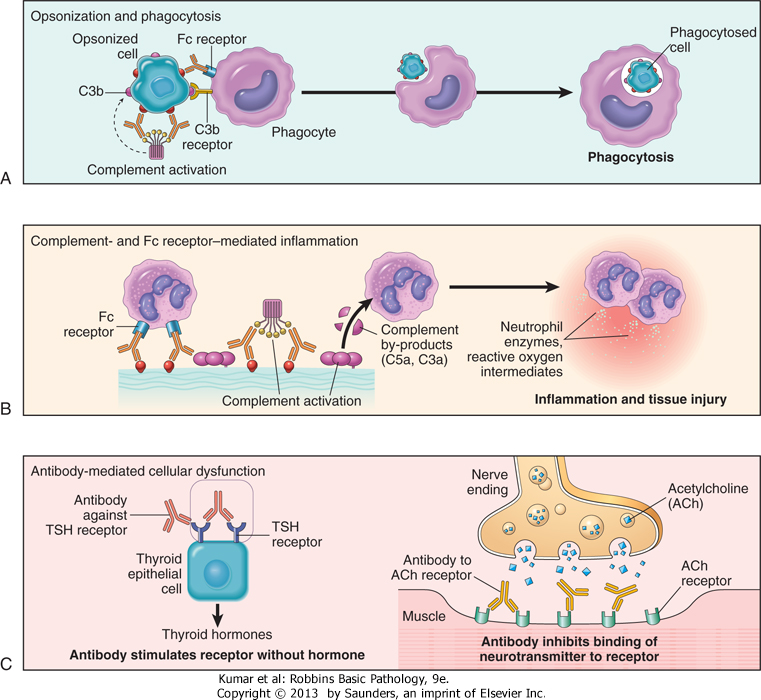 Opsonization and phagocytosis
Opsonized
cell
Fc receptor
C3b
C3b
receptor
Phagocyte
Complement activation
Phagocytosed
cell
Phagocytosis
A
Complement- and Fc receptor–mediated inflammation
Fc
receptor
Complement
by-products
(C5a, C3a)
Complement activation
Neutrophil
enzymes,
reactive oxygen
intermediates
Inflammation and tissue injury
B
Antibody-mediated cellular dysfunction
Antibody
against
TSH receptor
TSH
receptor
Thyroid
epithelial
cell
Thyroid hormones
Antibody stimulates receptor without hormone
Nerve
ending
Acetylcholine
(ACh)
Antibody to
ACh receptor
ACh
receptor
Muscle
Antibody inhibits binding of
neurotransmitter to receptor
C
Kumar et al: Robbins Basic Pathology, 9e.
Copyright © 2013 by Saunders, an imprint of Elsevier Inc.